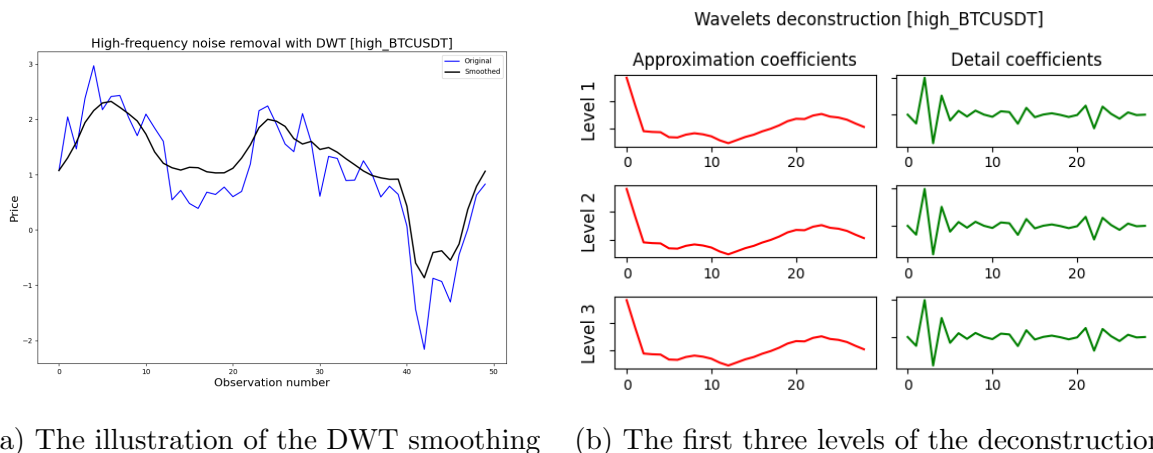 High-frequency noise removal with DWT [high_BTCUSDT]
Original
Smoothed
Price
3
2
1
0
−1
−2
0 10 20 30 40 50
Observation number
a) The illustration of the DWT smoothing
Wavelets deconstruction [high_BTCUSDT]
Approximation coefficients Detail coefficients
Level 1
0 10 20 0 10 20
Level 2
0 10 20 0 10 20
Level 3
0 10 20 0 10 20
(b) The first three levels of the deconstruction